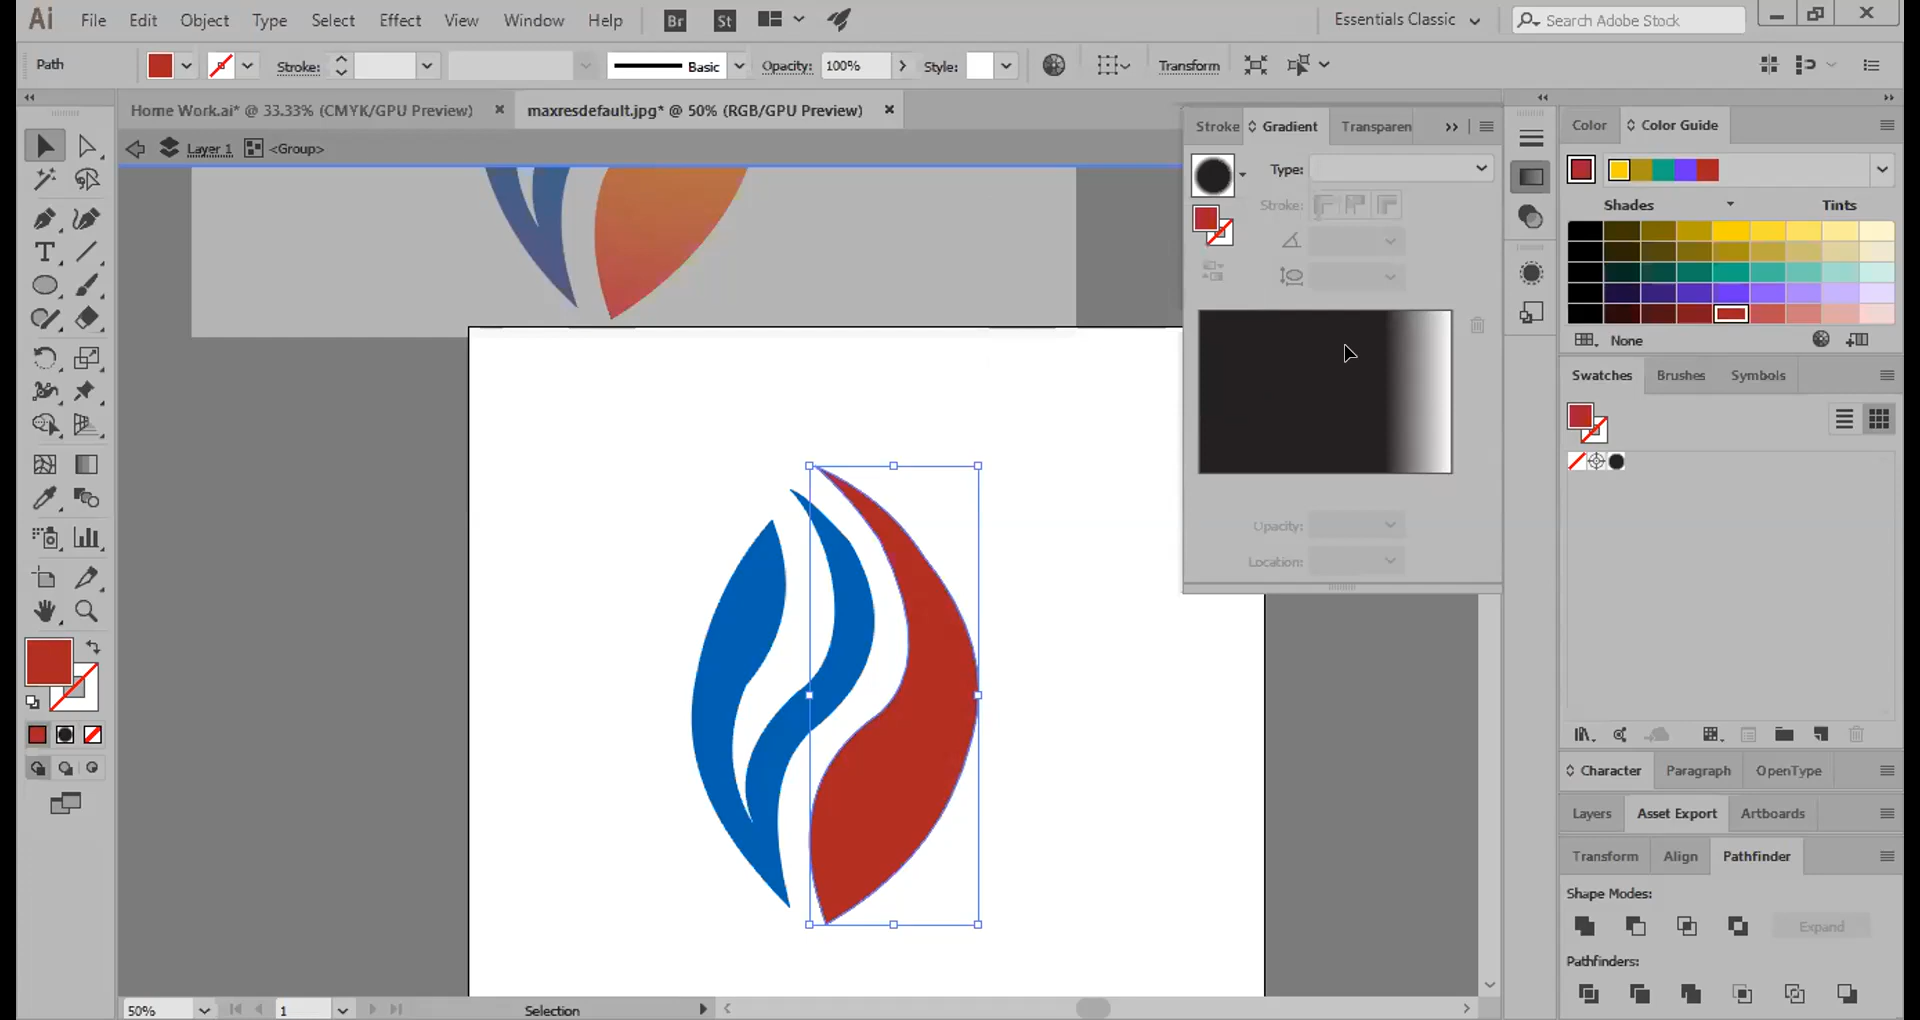 Ai File Edit Object Type Select Effect View Window Help Br St Essentials Classic Search Adobe Stock
Path Stroke: Basic Opacity: 100% Style: Transform
Home Work.ai* @ 33.33% (CMYK/GPU Preview) maxresdefault.jpg* @ 50% (RGB/GPU Preview)
Layer 1 <Group>
Stroke Gradient Transparen
Type:
Stroke:
Opacity:
Location:
Color Color Guide
Shades Tints
None
Swatches Brushes Symbols
Character Paragraph OpenType
Layers Asset Export Artboards
Transform Align Pathfinder
Shape Modes:
Expand
Pathfinders:
50% 1 Selection